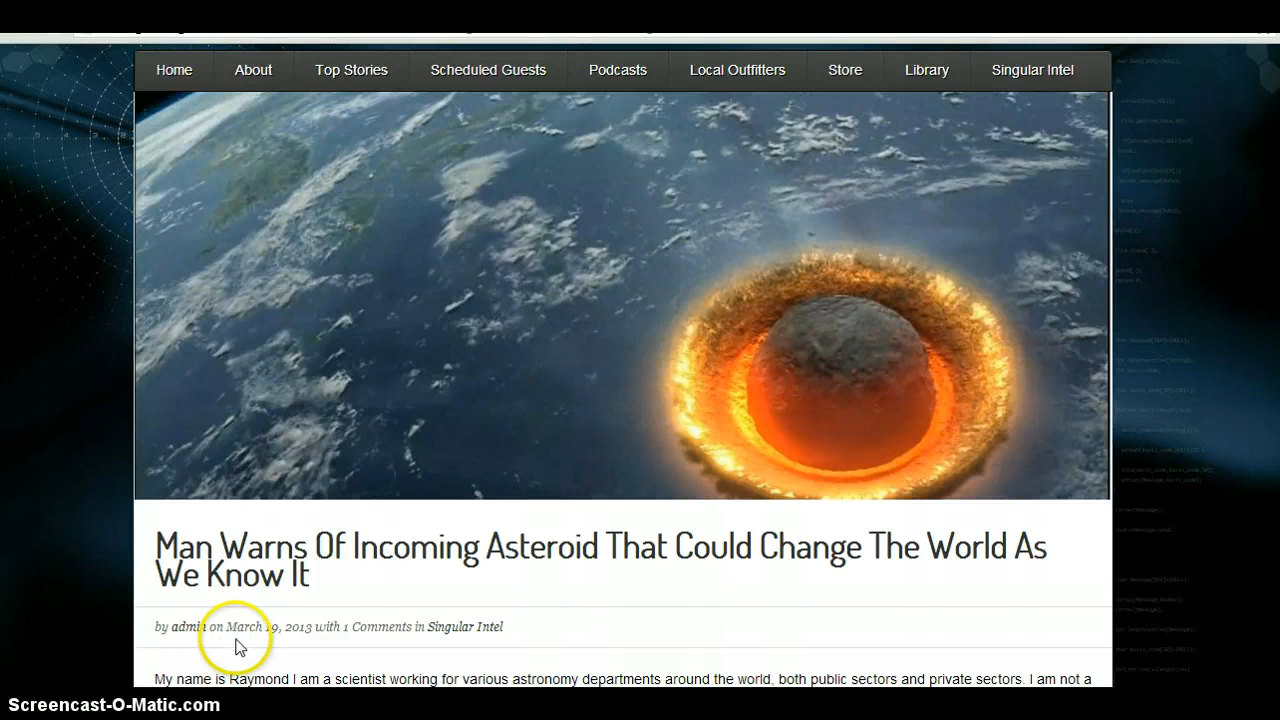 Home About Top Stories Scheduled Guests Podcasts Local Outfitters Store Library Singular Intel
Man Warns Of Incoming Asteroid That Could Change The World As
We Know It
by admin on March 19, 2013 with 1 Comments in Singular Intel
My name is Raymond I am a scientist working for various astronomy departments around the world, both public sectors and private sectors. I am not a
Screencast-O-Matic.com